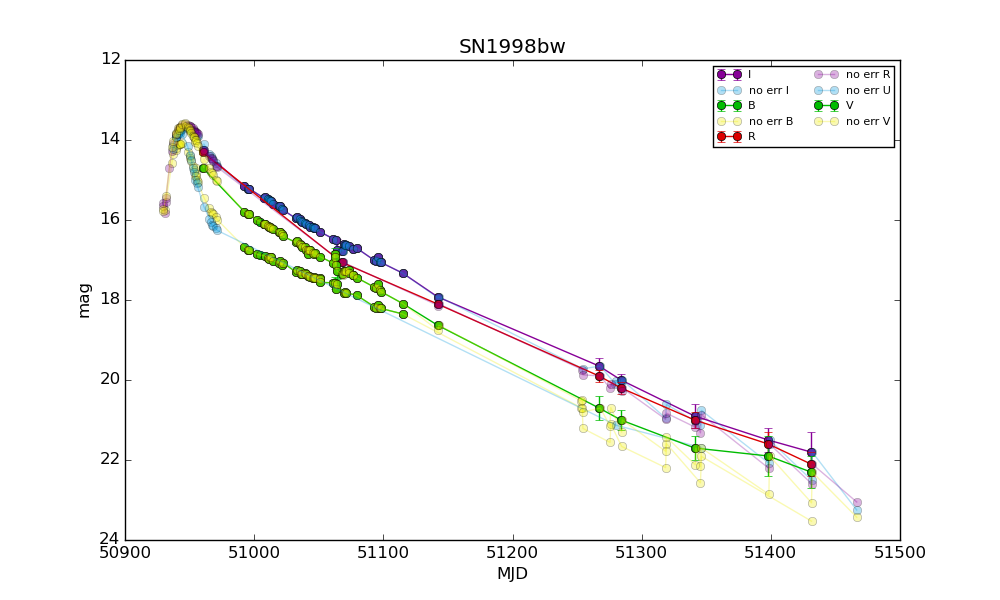 SN1998bw
12
14
16
18
20
22
24
mag
I
no err I
B
no err B
R
no err R
no err U
V
no err V
50900 51000 51100 51200 51300 51400 51500
MJD